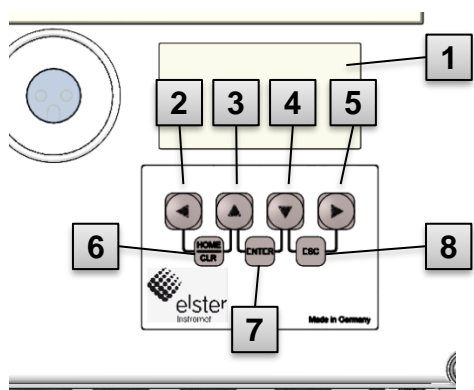 1
2 3 4 5
6 HOME CLR ENTER ESC 8
7
elster
Instromet
Made in Germany